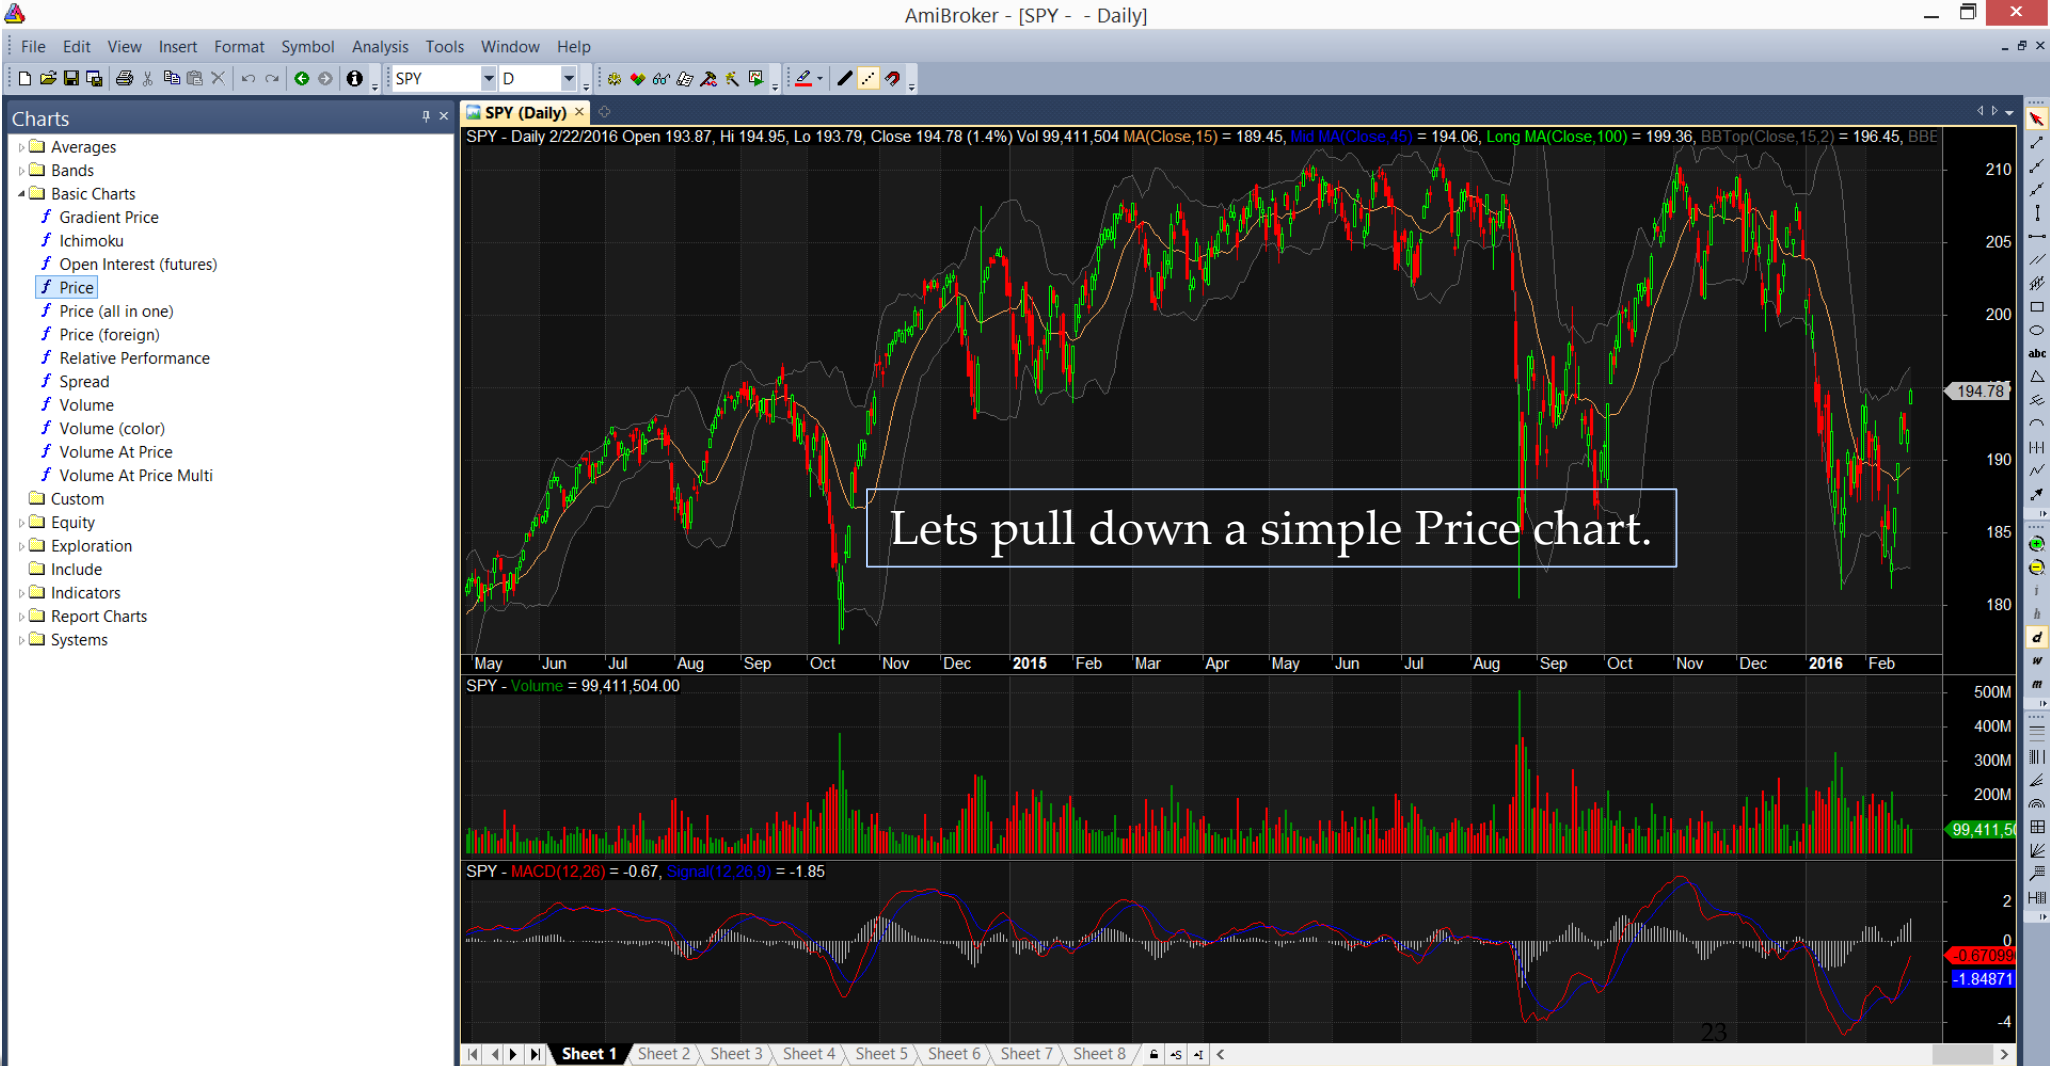 AmiBroker - [SPY - - Daily]
File Edit View Insert Format Symbol Analysis Tools Window Help
SPY D
Charts
Averages
Bands
Basic Charts
Gradient Price
Ichimoku
Open Interest (futures)
Price
Price (all in one)
Price (foreign)
Relative Performance
Spread
Volume
Volume (color)
Volume At Price
Volume At Price Multi
Custom
Equity
Exploration
Include
Indicators
Report Charts
Systems
SPY (Daily)
SPY - Daily 2/22/2016 Open 193.87, Hi 194.95, Lo 193.79, Close 194.78 (1.4%) Vol 99,411,504 MA(Close,15) = 189.45, Mid MA(Close,45) = 194.06, Long MA(Close,100) = 199.36, BBTop(Close,15,2) = 196.45, BBE
210
205
200
194.78
190
185
180
Lets pull down a simple Price chart.
May Jun Jul Aug Sep Oct Nov Dec 2015 Feb Mar Apr May Jun Jul Aug Sep Oct Nov Dec 2016 Feb
SPY - Volume = 99,411,504.00
500M
400M
300M
200M
99,411,50
SPY - MACD(12,26) = -0.67, Signal(12,26,9) = -1.85
2
0
-0.67099
-1.84871
-4
23
Sheet 1 Sheet 2 Sheet 3 Sheet 4 Sheet 5 Sheet 6 Sheet 7 Sheet 8
abc
i
h
d
w
m